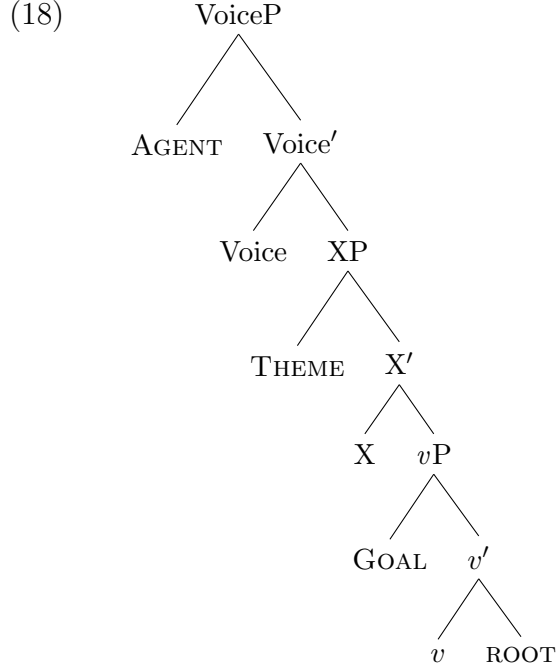 (18) VoiceP
AGENT Voice′
Voice XP
THEME X′
X vP
GOAL v′
v ROOT